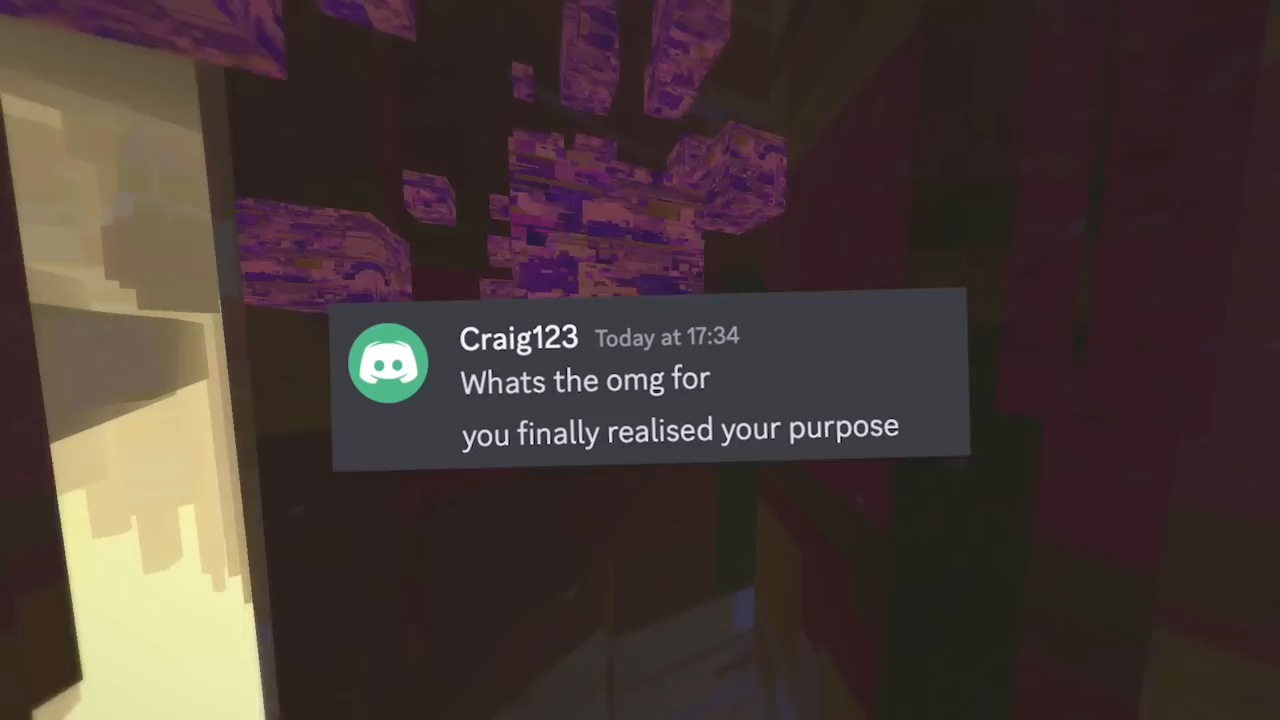 Craig123 Today at 17:34
Whats the omg for
you finally realised your purpose